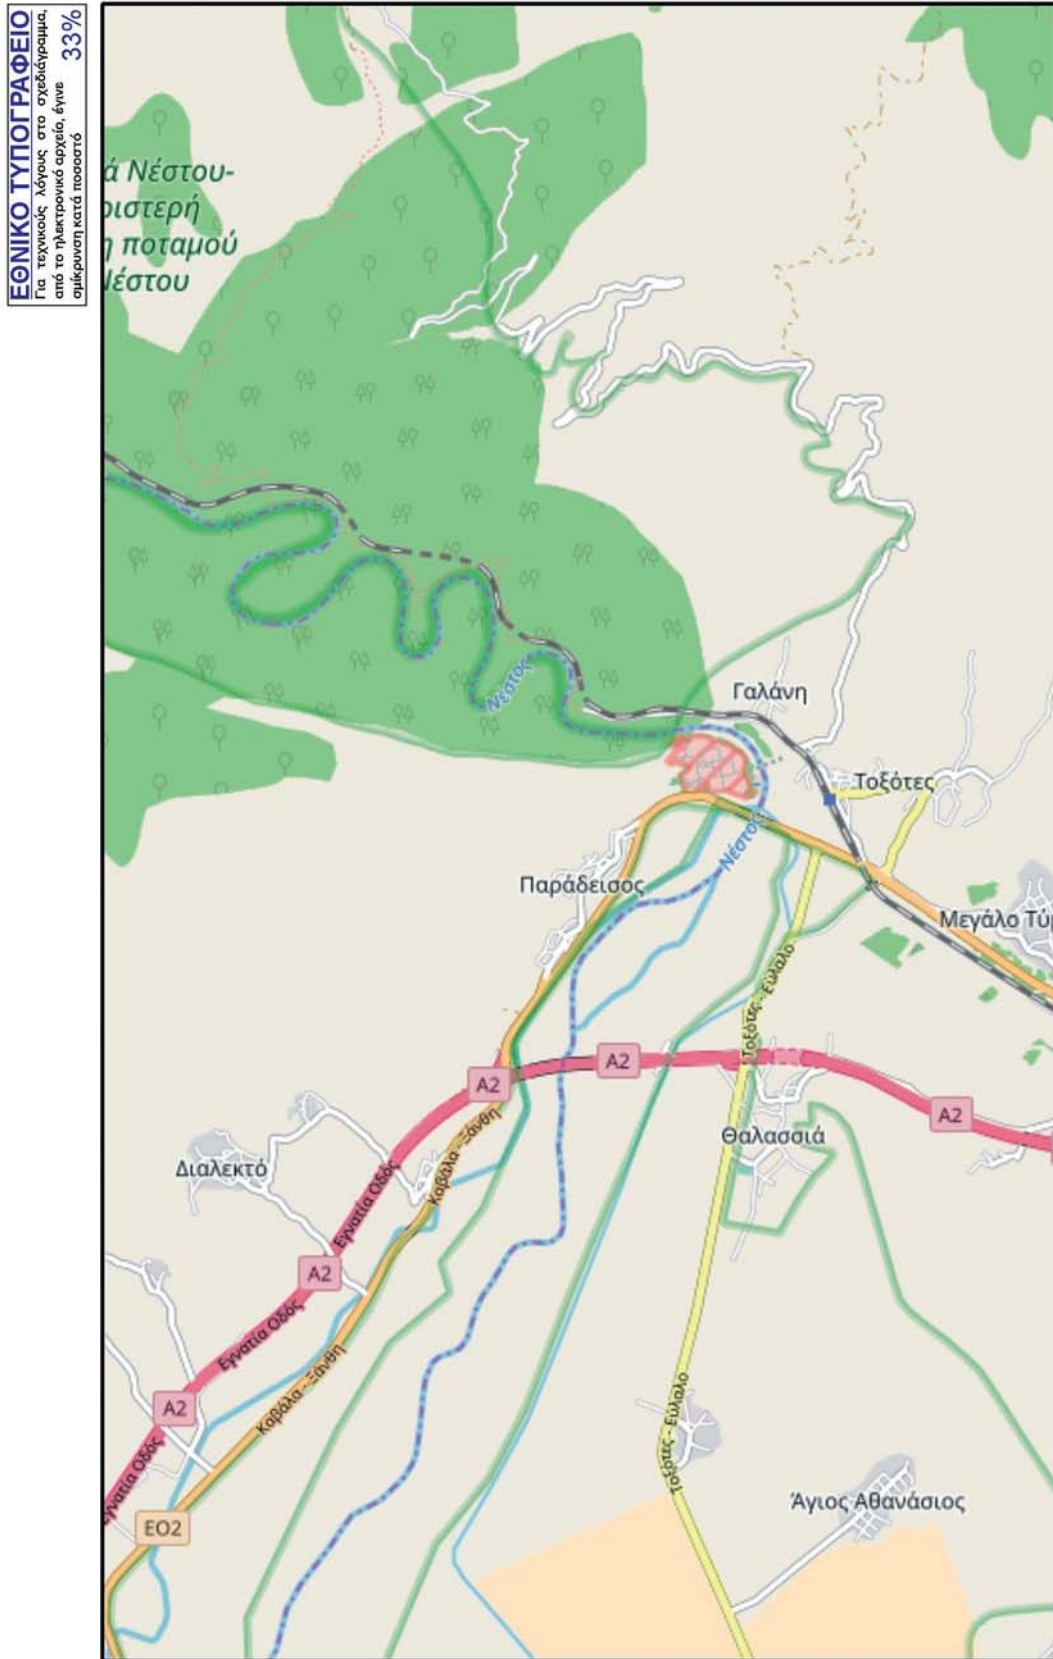 ΕΘΝΙΚΟ ΤΥΠΟΓΡΑΦΕΙΟ
Για τεχνικούς λόγους στο σχεδιάγραμμα,
από το ηλεκτρονικό αρχείο, έγινε
σμίκρυνση κατά ποσοστό 33%
ά Νέστου-
ριστερή
η ποταμού
Νέστου
Νέστος
Γαλάνη
Τοξότες
Νέστος
Παράδεισος
Μεγάλο Τύμ
Τοξότες - Εύλαλο
A2
A2
A2
Θαλασσιά
Καβάλα - Ξάνθη
Διαλεκτό
Εγνατία Οδός
A2
Εγνατία Οδός
Καβάλα - Ξάνθη
A2
Τοξότες - Εύλαλο
Εγνατία Οδός
Άγιος Αθανάσιος
ΕΟ2